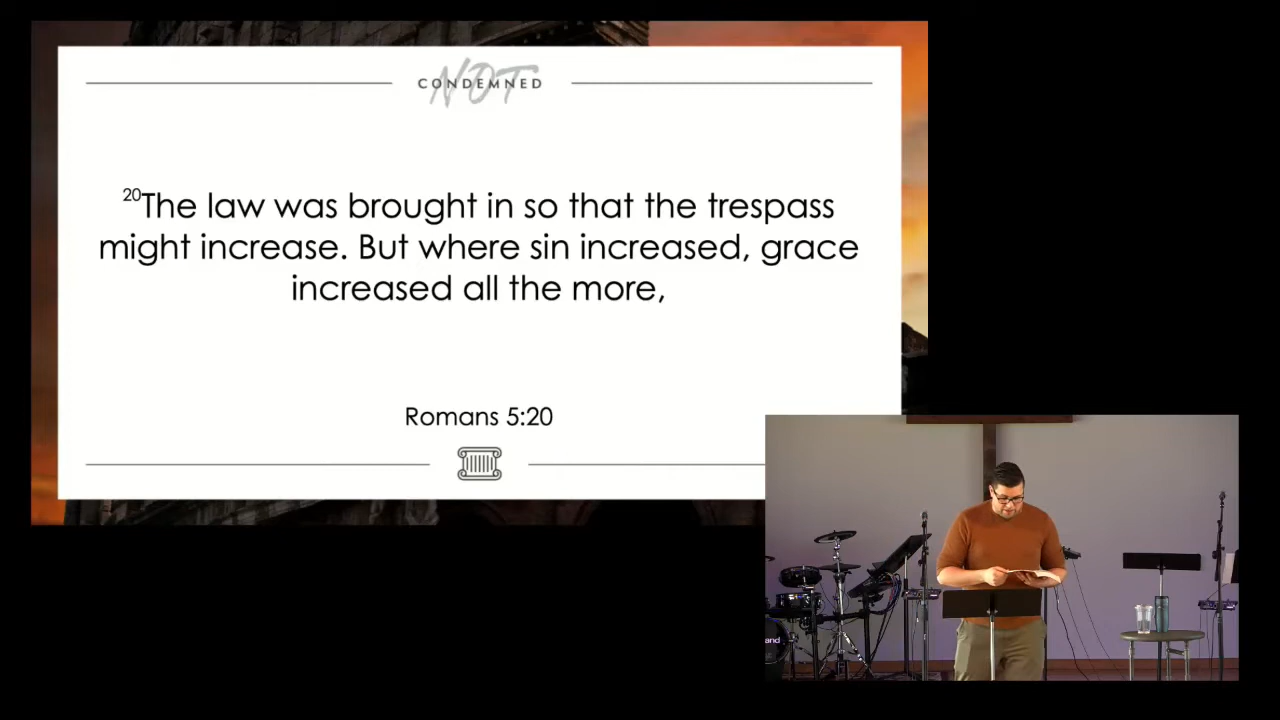 NOT
CONDEMNED
20The law was brought in so that the trespass
might increase. But where sin increased, grace
increased all the more,
Romans 5:20
and